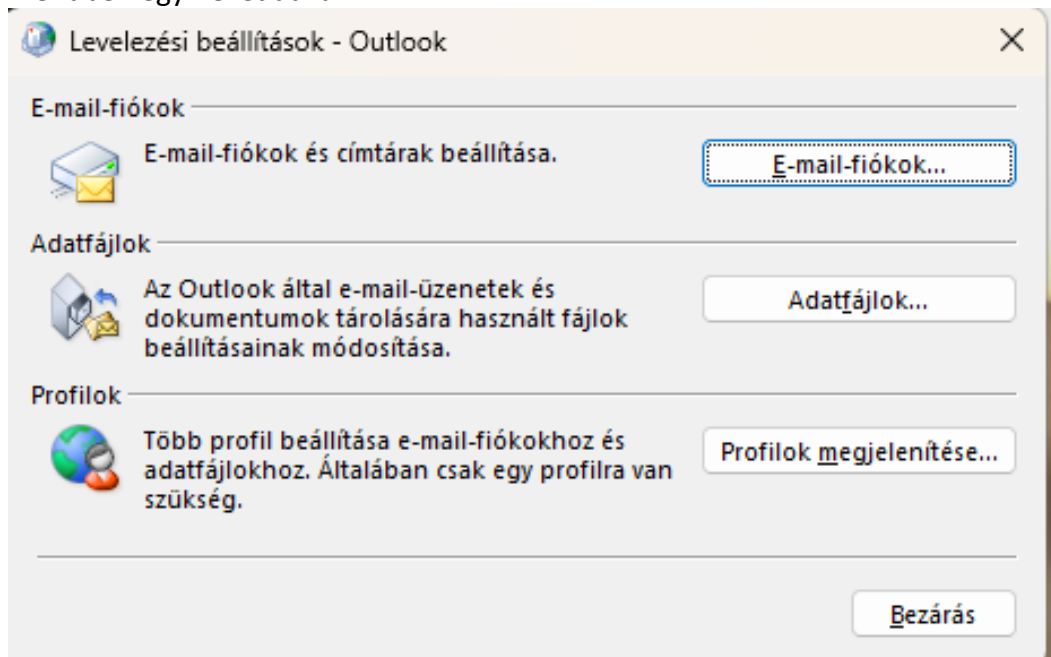 Levelezési beállítások - Outlook
E-mail-fiókok
E-mail-fiókok és címtárak beállítása.
E-mail-fiókok...
Adatfájlok
Az Outlook által e-mail-üzenetek és
dokumentumok tárolására használt fájlok
beállításainak módosítása.
Adatfájlok...
Profilok
Több profil beállítása e-mail-fiókokhoz és
adatfájlokhoz. Általában csak egy profilra van
szükség.
Profilok megjelenítése...
Bezárás